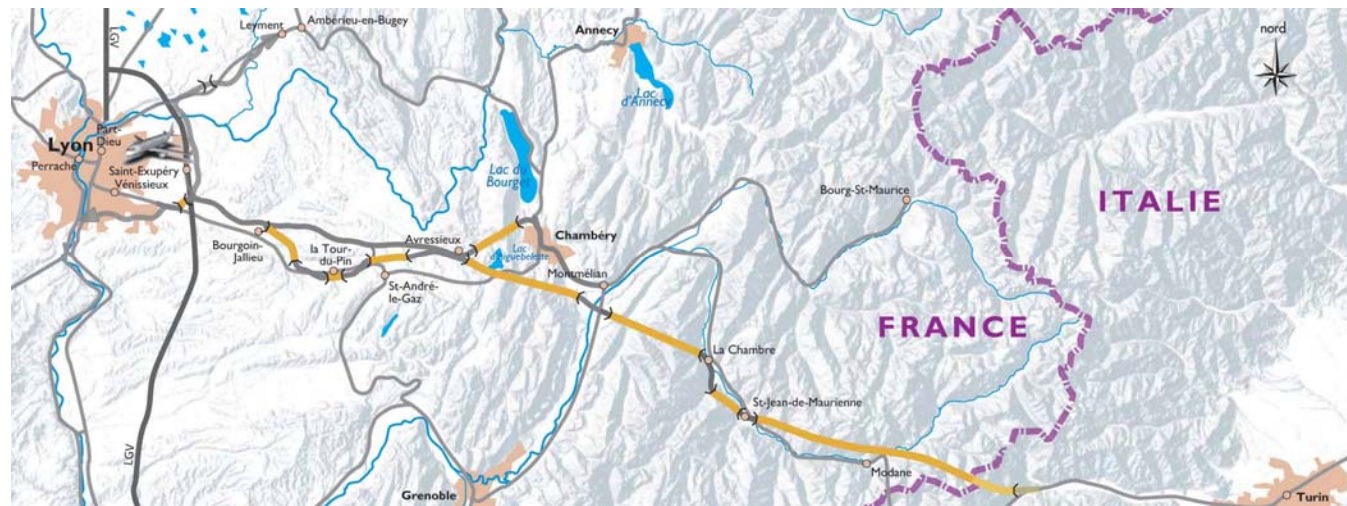 Leyment
Ambérieu-en-Bugey
Annecy
nord
LGV
Lac
d'Annecy
Part-
Dieu
Lyon
Perrache
Saint-Exupéry
Vénissieux
Lac du
Bourget
Bourg-St-Maurice
ITALIE
Bourgoin-
Jallieu
la Tour-
du-Pin
Avressieux
Chambéry
Lac
d'Aiguebelette
St-André-
le-Gaz
Montmélian
FRANCE
La Chambre
St-Jean-de-Maurienne
LGV
Modane
Grenoble
Turin